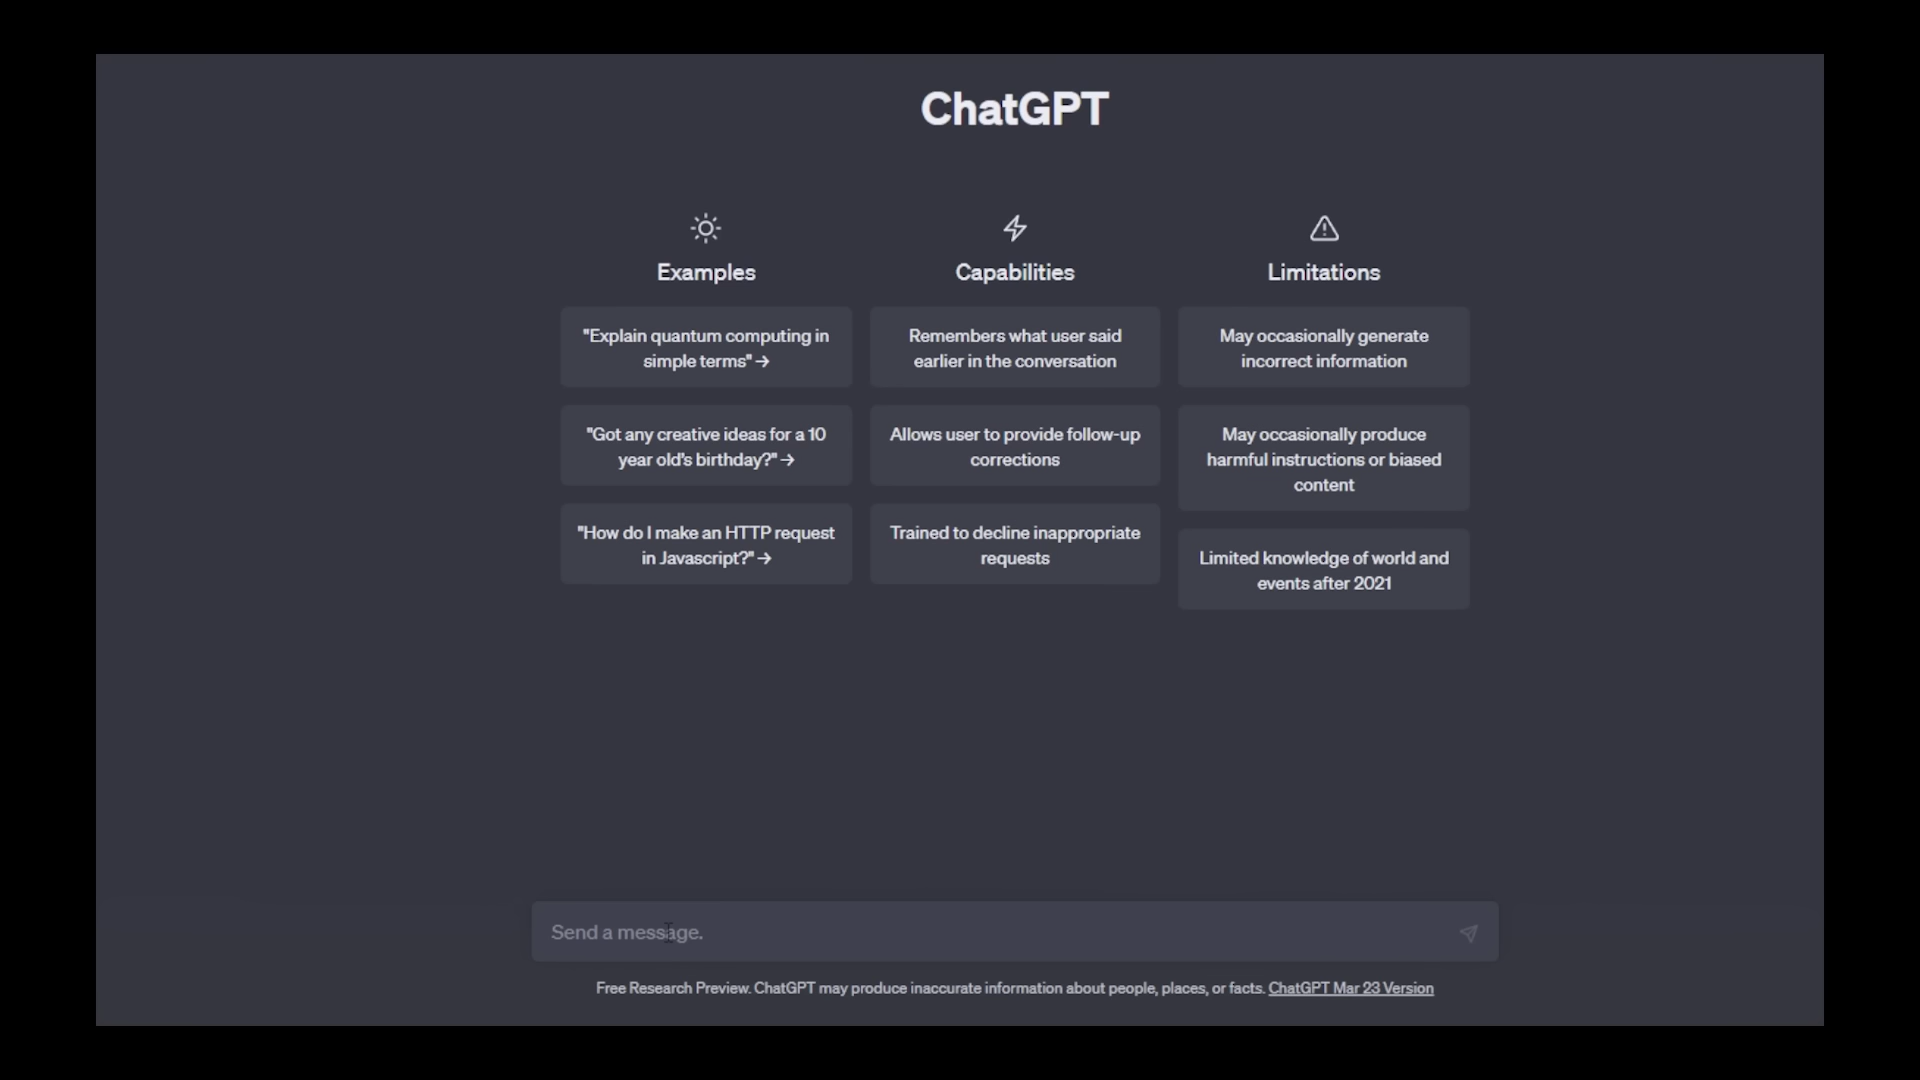 ChatGPT
Examples
"Explain quantum computing in
simple terms" →
"Got any creative ideas for a 10
year old's birthday?" →
"How do I make an HTTP request
in Javascript?" →
Capabilities
Remembers what user said
earlier in the conversation
Allows user to provide follow-up
corrections
Trained to decline inappropriate
requests
Limitations
May occasionally generate
incorrect information
May occasionally produce
harmful instructions or biased
content
Limited knowledge of world and
events after 2021
Send a message.
Free Research Preview. ChatGPT may produce inaccurate information about people, places, or facts. ChatGPT Mar 23 Version